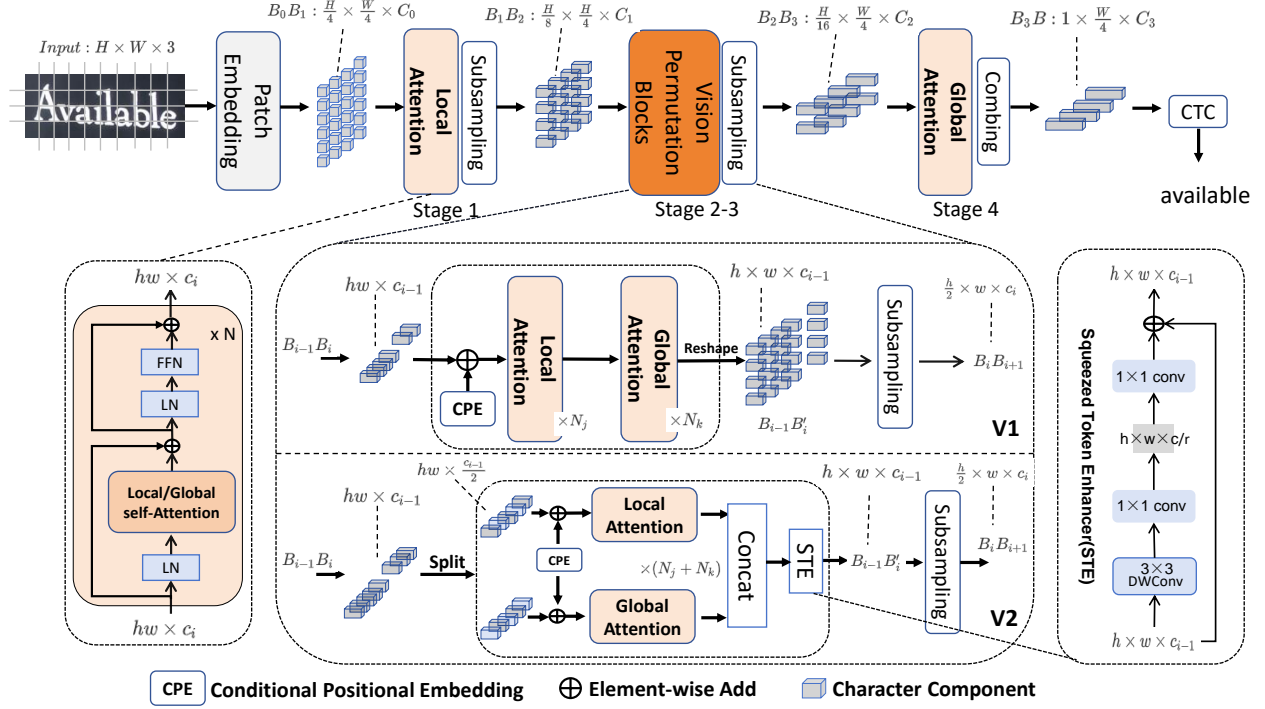 Input : H × W × 3
Available
Patch Embedding
B₀B₁ : H/4 × W/4 × C₀
Local Attention
Subsampling
Stage 1
B₁B₂ : H/8 × H/4 × C₁
Vision Permutation Blocks
Subsampling
Stage 2-3
B₂B₃ : H/16 × W/4 × C₂
Global Attention
Combing
Stage 4
B₃B : 1 × W/4 × C₃
CTC
available
hw × cᵢ
x N
FFN
LN
Local/Global
self-Attention
LN
hw × cᵢ
Bᵢ₋₁Bᵢ
hw × cᵢ₋₁
CPE
Local Attention
×Nⱼ
Global Attention
×Nₖ
Reshape
h × w × cᵢ₋₁
Bᵢ₋₁B′ᵢ
Subsampling
h/2 × w × cᵢ
BᵢBᵢ₊₁
V1
Bᵢ₋₁Bᵢ
hw × cᵢ₋₁
Split
hw × cᵢ₋₁/2
CPE
Local
Attention
×(Nⱼ + Nₖ)
Global
Attention
Concat
STE
h × w × cᵢ₋₁
Bᵢ₋₁B′ᵢ
Subsampling
h/2 × w × cᵢ
BᵢBᵢ₊₁
V2
Squeezed Token Enhancer(STE)
h × w × cᵢ₋₁
1×1 conv
h×w×c/r
1×1 conv
3×3
DWConv
h × w × cᵢ₋₁
CPE Conditional Positional Embedding
Element-wise Add
Character Component